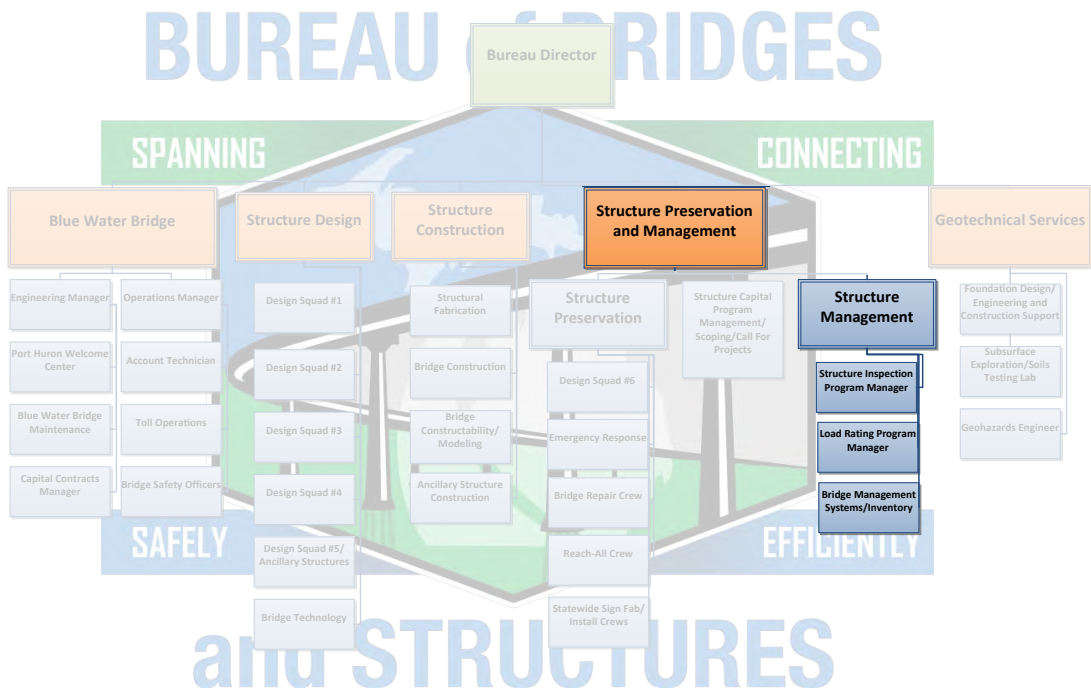 BUREAU of BRIDGES
Bureau Director
SPANNING
CONNECTING
Blue Water Bridge
Structure Design
Structure
Construction
Structure Preservation
and Management
Geotechnical Services
Engineering Manager
Port Huron Welcome
Center
Blue Water Bridge
Maintenance
Capital Contracts
Manager
Operations Manager
Account Technician
Toll Operations
Bridge Safety Officers
Design Squad #1
Design Squad #2
Design Squad #3
Design Squad #4
Design Squad #5/
Ancillary Structures
Bridge Technology
Structural
Fabrication
Bridge Construction
Bridge
Constructability/
Modeling
Ancillary Structure
Construction
Structure
Preservation
Design Squad #6
Emergency Response
Bridge Repair Crew
Reach-All Crew
Statewide Sign Fab/
Install Crews
Structure Capital
Program
Management/
Scoping/Call For
Projects
Structure
Management
Structure Inspection
Program Manager
Load Rating Program
Manager
Bridge Management
Systems/Inventory
Foundation Design/
Engineering and
Construction Support
Subsurface
Exploration/Soils
Testing Lab
Geohazards Engineer
SAFELY
EFFICIENTLY
and STRUCTURES